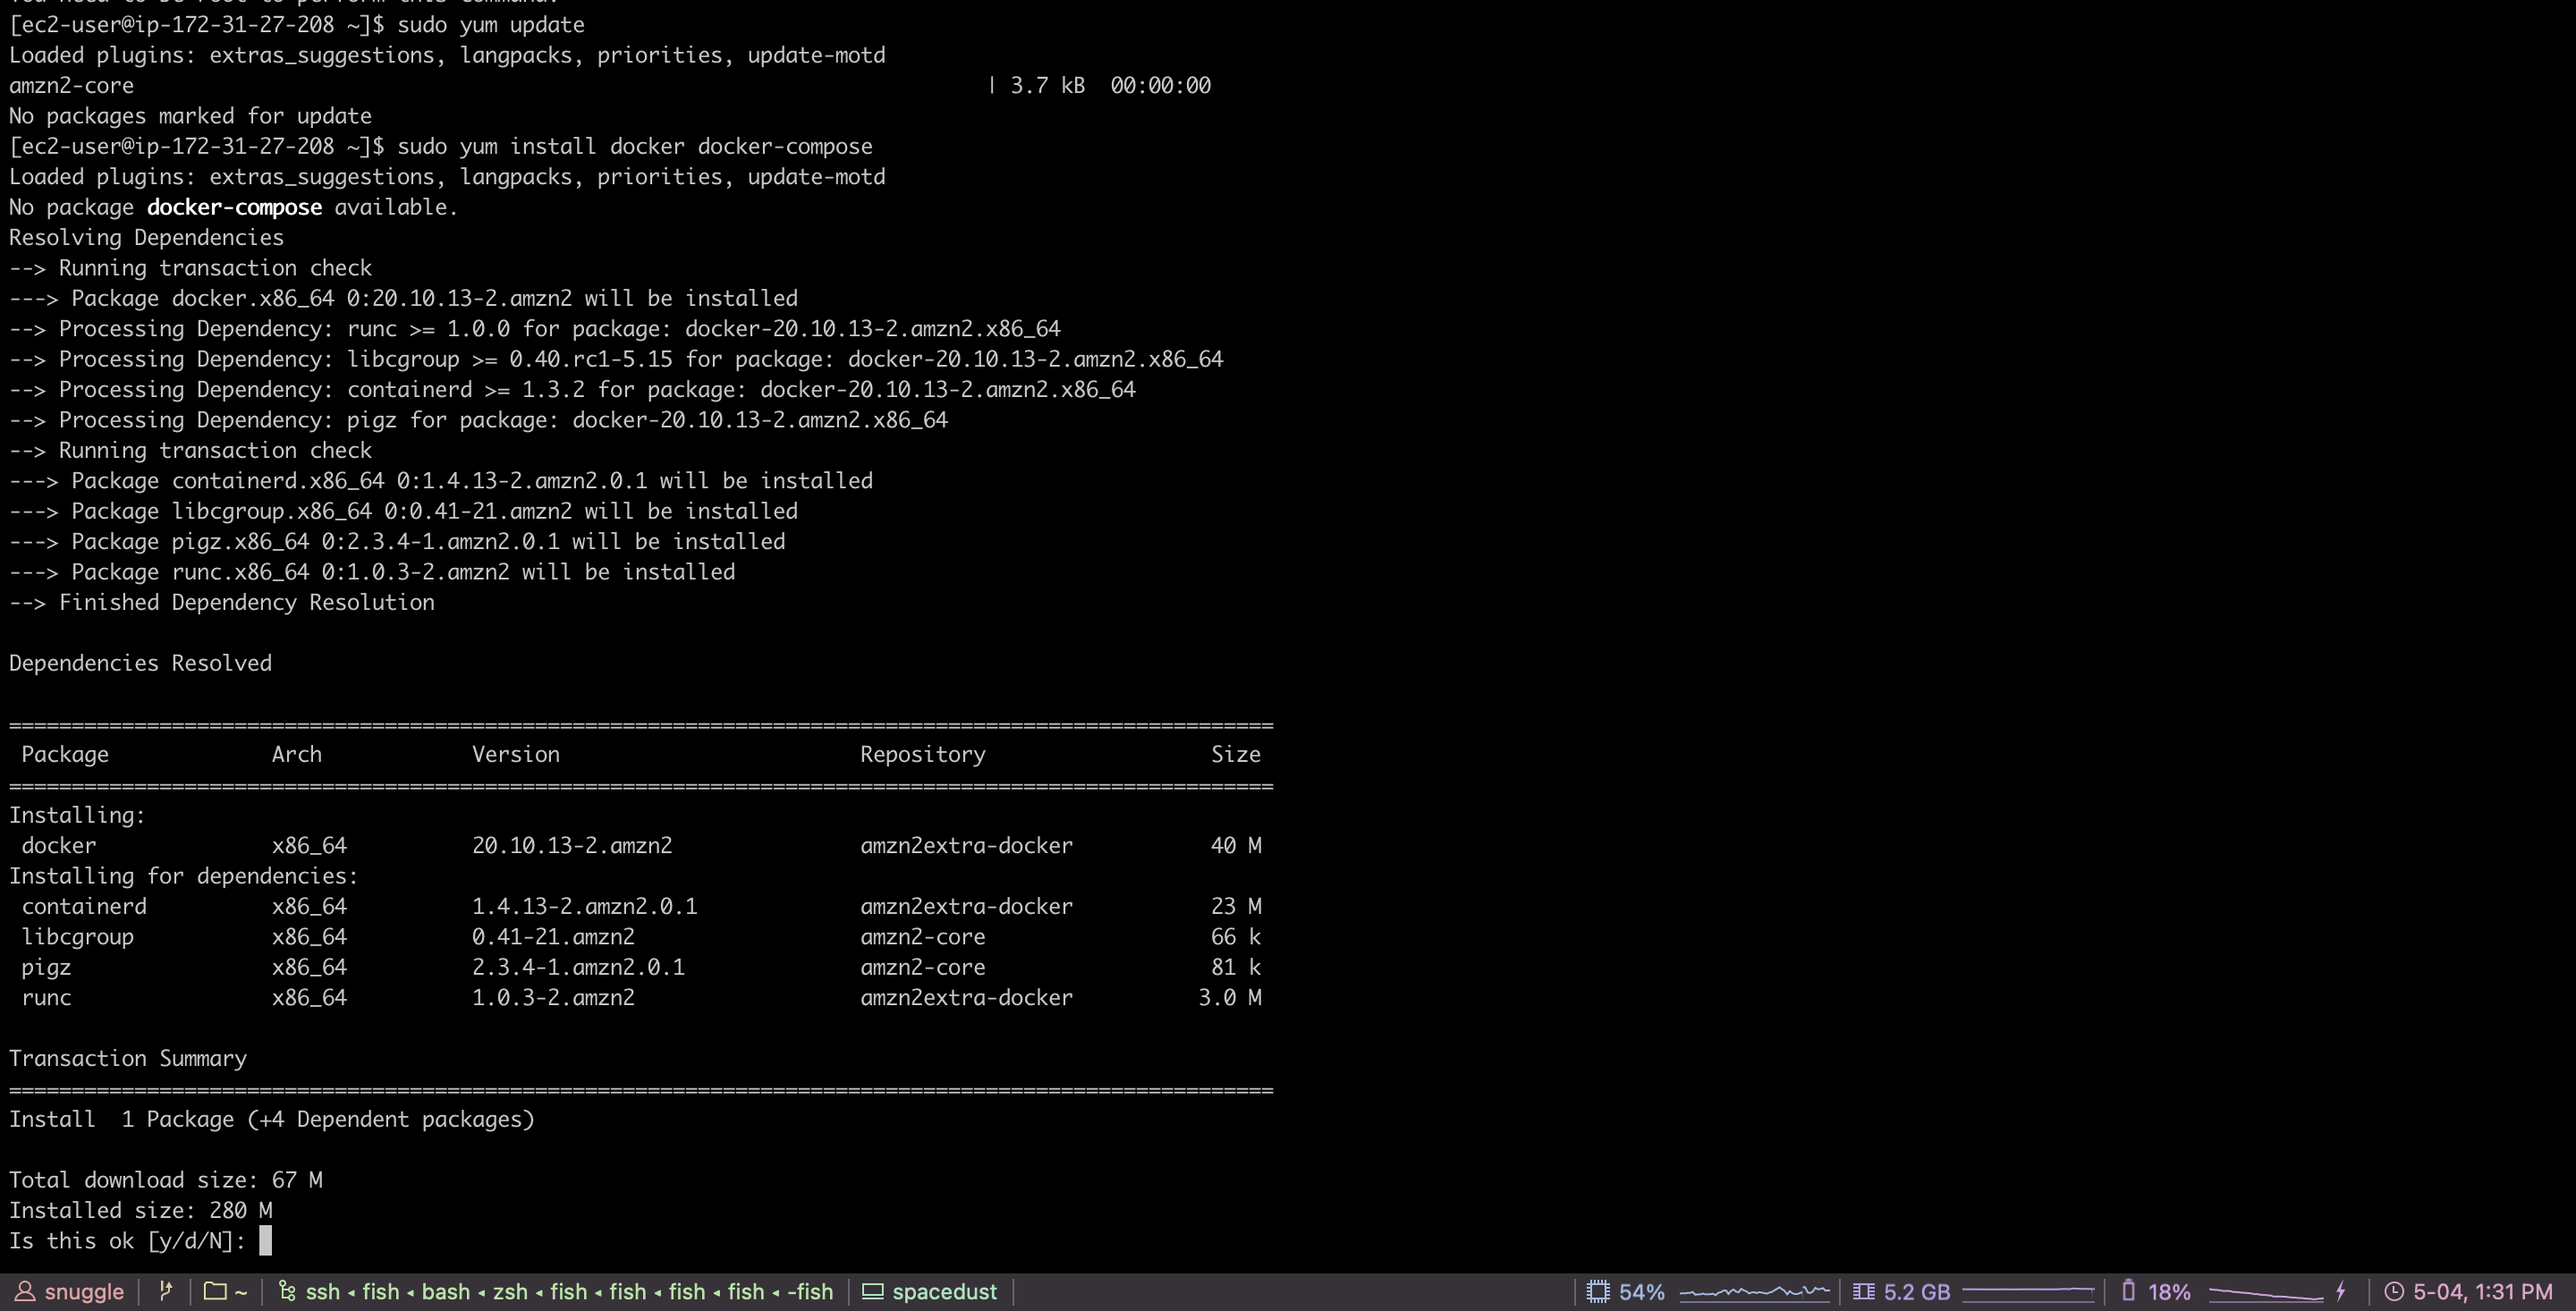 You need to be root to perform this command.
[ec2-user@ip-172-31-27-208 ~]$ sudo yum update
Loaded plugins: extras_suggestions, langpacks, priorities, update-motd
amzn2-core | 3.7 kB 00:00:00
No packages marked for update
[ec2-user@ip-172-31-27-208 ~]$ sudo yum install docker docker-compose
Loaded plugins: extras_suggestions, langpacks, priorities, update-motd
No package docker-compose available.
Resolving Dependencies
--> Running transaction check
---> Package docker.x86_64 0:20.10.13-2.amzn2 will be installed
--> Processing Dependency: runc >= 1.0.0 for package: docker-20.10.13-2.amzn2.x86_64
--> Processing Dependency: libcgroup >= 0.40.rc1-5.15 for package: docker-20.10.13-2.amzn2.x86_64
--> Processing Dependency: containerd >= 1.3.2 for package: docker-20.10.13-2.amzn2.x86_64
--> Processing Dependency: pigz for package: docker-20.10.13-2.amzn2.x86_64
--> Running transaction check
---> Package containerd.x86_64 0:1.4.13-2.amzn2.0.1 will be installed
---> Package libcgroup.x86_64 0:0.41-21.amzn2 will be installed
---> Package pigz.x86_64 0:2.3.4-1.amzn2.0.1 will be installed
---> Package runc.x86_64 0:1.0.3-2.amzn2 will be installed
--> Finished Dependency Resolution
Dependencies Resolved
=====================================================================================================
Package Arch Version Repository Size
=====================================================================================================
Installing:
docker x86_64 20.10.13-2.amzn2 amzn2extra-docker 40 M
Installing for dependencies:
containerd x86_64 1.4.13-2.amzn2.0.1 amzn2extra-docker 23 M
libcgroup x86_64 0.41-21.amzn2 amzn2-core 66 k
pigz x86_64 2.3.4-1.amzn2.0.1 amzn2-core 81 k
runc x86_64 1.0.3-2.amzn2 amzn2extra-docker 3.0 M
Transaction Summary
=====================================================================================================
Install 1 Package (+4 Dependent packages)
Total download size: 67 M
Installed size: 280 M
Is this ok [y/d/N]:
snuggle ~ ssh ◂ fish ◂ bash ◂ zsh ◂ fish ◂ fish ◂ fish ◂ fish ◂ -fish spacedust 54% 5.2 GB 18% 5-04, 1:31 PM